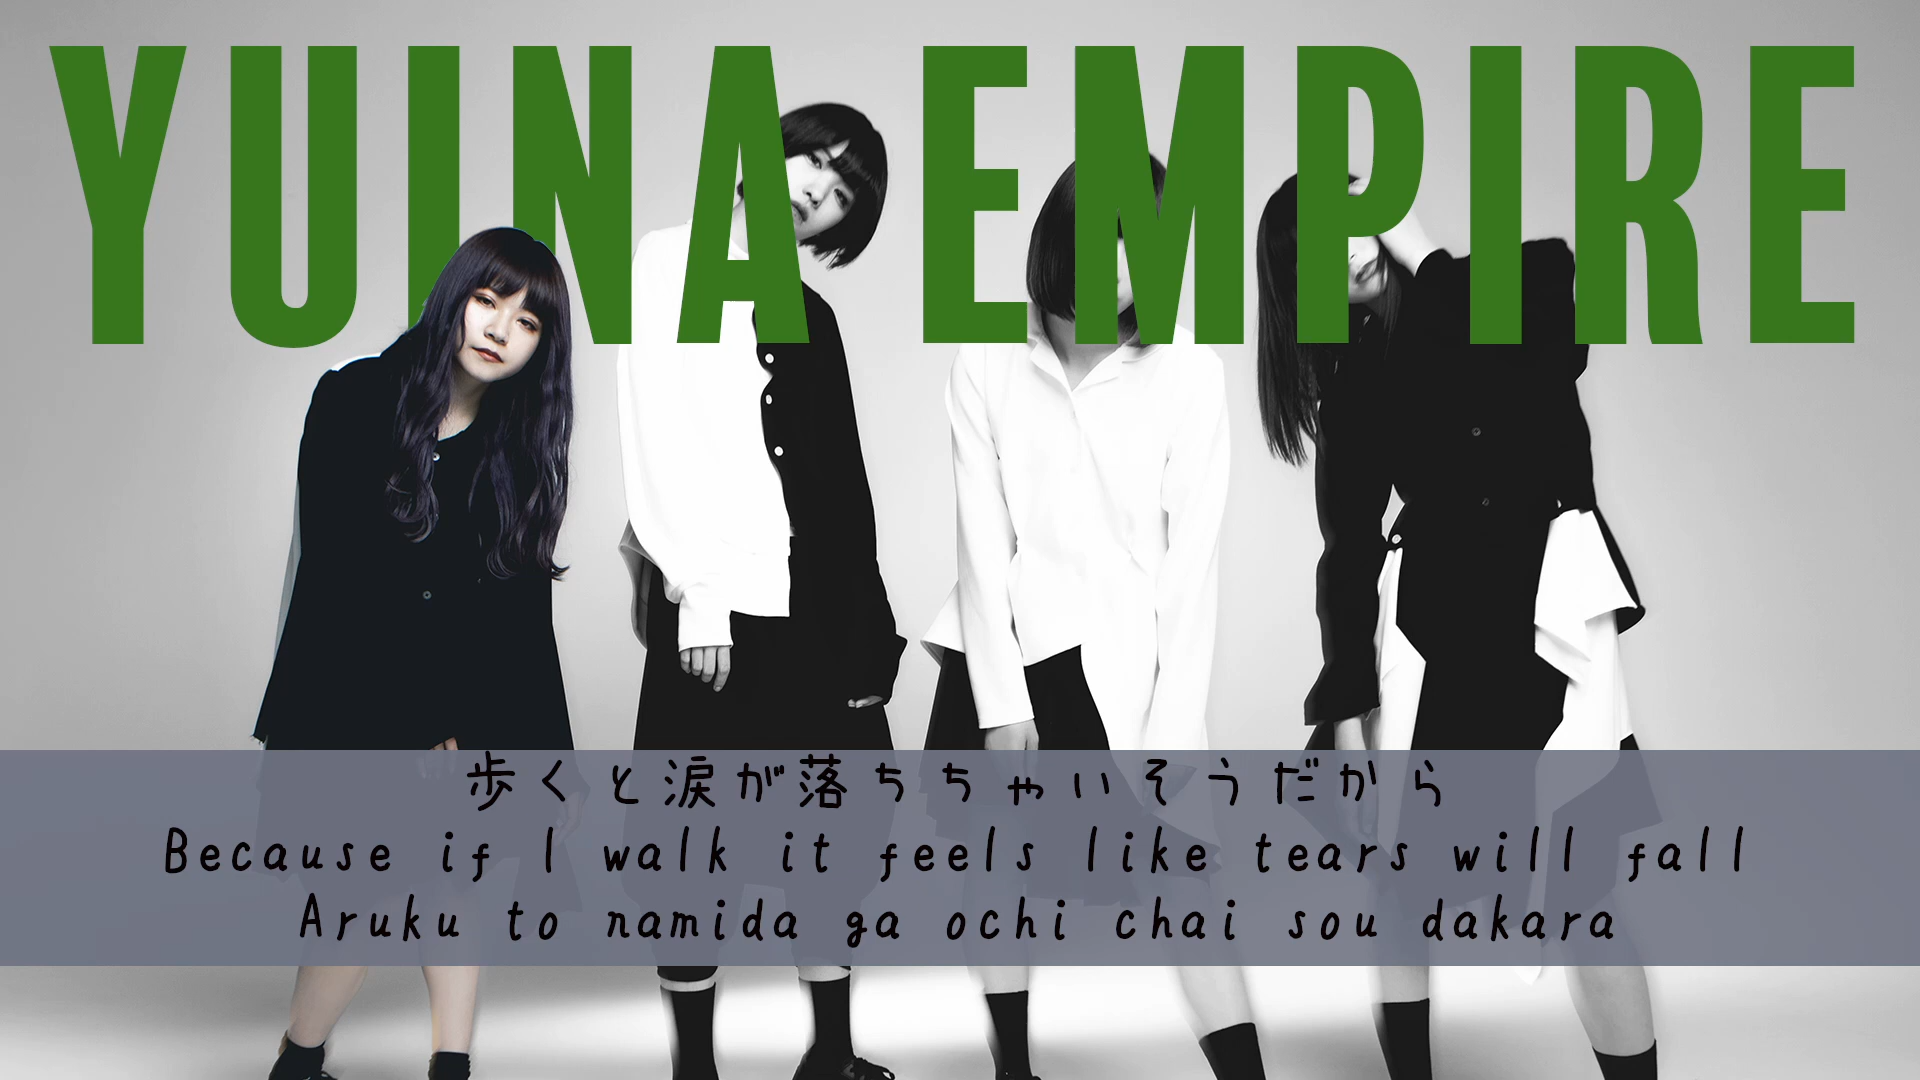 YUINA EMPIRE
歩くと涙が落ちちゃいそうだから
Because if I walk it feels like tears will fall
Aruku to namida ga ochi chai sou dakara